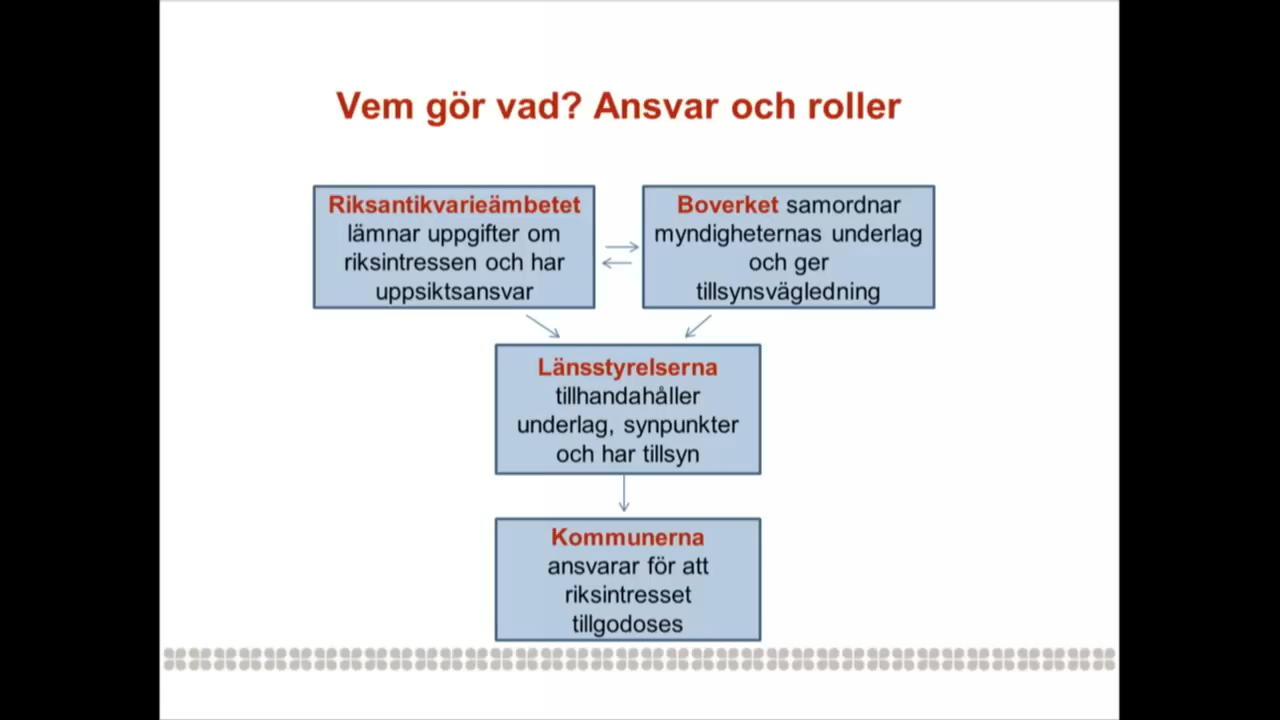 Vem gör vad? Ansvar och roller
Riksantikvarieämbetet
lämnar uppgifter om
riksintressen och har
uppsiktsansvar
Boverket samordnar
myndigheternas underlag
och ger
tillsynsvägledning
Länsstyrelserna
tillhandahåller
underlag, synpunkter
och har tillsyn
Kommunerna
ansvarar för att
riksintresset
tillgodoses